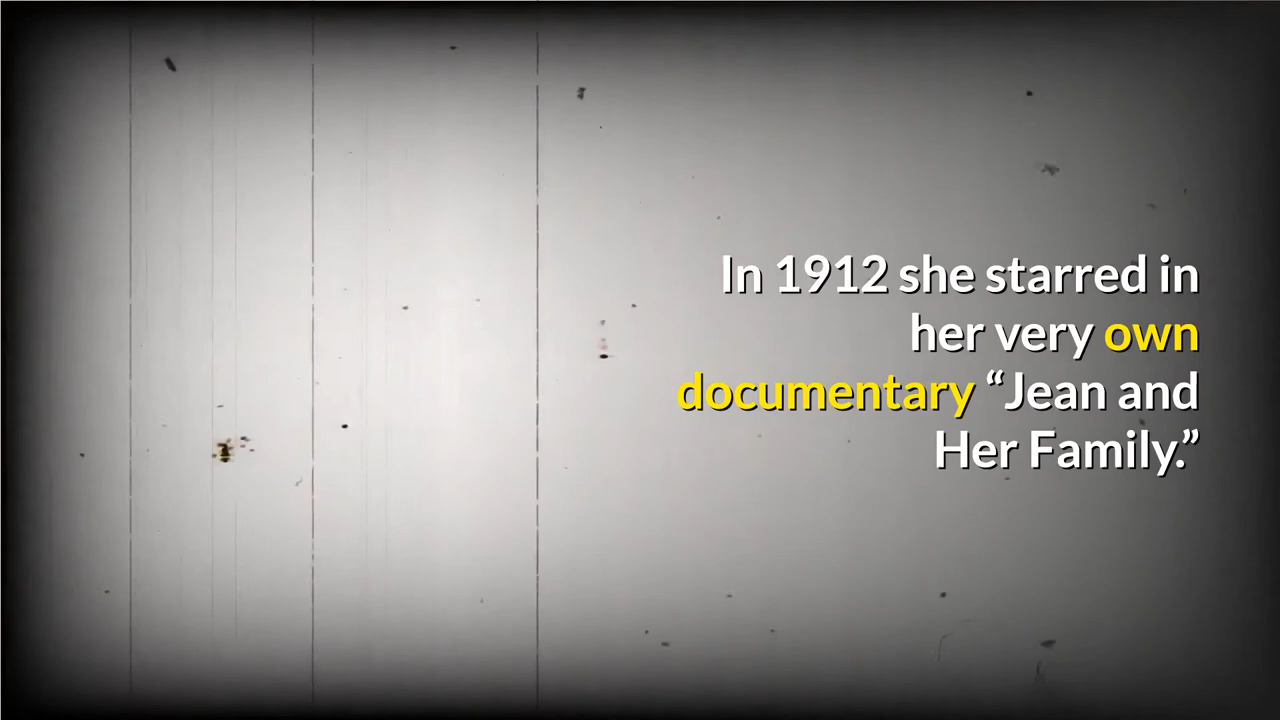 In 1912 she starred in
her very own
documentary “Jean and
Her Family.”